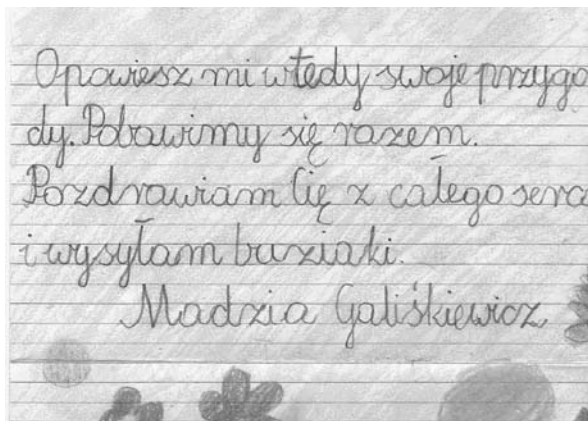 Opowiesz mi wtedy swoje przygo
dy. Pobawimy się razem.
Pozdrawiam Cię z całego serca
i wysyłam buziaki.
Madzia Galiśkiewicz